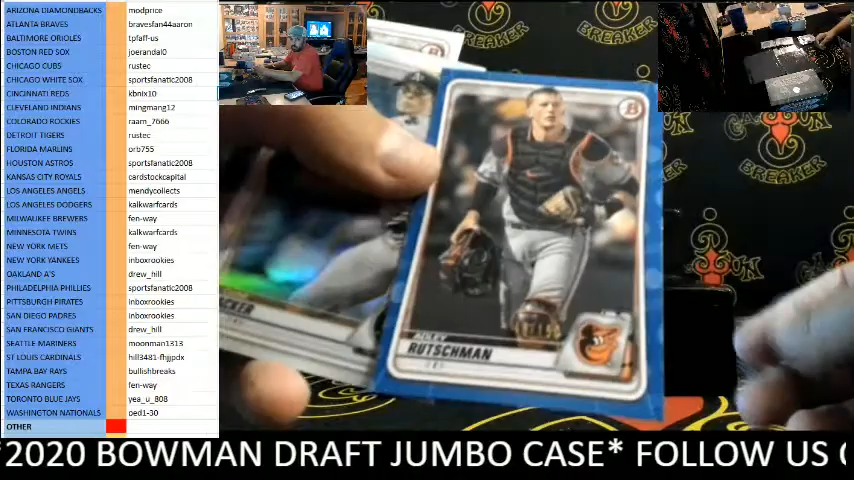 ARIZONA DIAMONDBACKS modprice
ATLANTA BRAVES bravesfan44aaron
BALTIMORE ORIOLES tpfaff-us
BOSTON RED SOX joerandal0
CHICAGO CUBS rustec
CHICAGO WHITE SOX sportsfanatic2008
CINCINNATI REDS kbnix10
CLEVELAND INDIANS mingmang12
COLORADO ROCKIES raam_7666
DETROIT TIGERS rustec
FLORIDA MARLINS orb755
HOUSTON ASTROS sportsfanatic2008
KANSAS CITY ROYALS cardstockcapital
LOS ANGELES ANGELS mendycollects
LOS ANGELES DODGERS kalkwarfcards
MILWAUKEE BREWERS fen-way
MINNESOTA TWINS kalkwarfcards
NEW YORK METS fen-way
NEW YORK YANKEES inboxrookies
OAKLAND A'S drew_hill
PHILADELPHIA PHILLIES sportsfanatic2008
PITTSBURGH PIRATES inboxrookies
SAN DIEGO PADRES inboxrookies
SAN FRANCISCO GIANTS drew_hill
SEATTLE MARINERS moonman1313
ST LOUIS CARDINALS hill3481-fhjjpdx
TAMPA BAY RAYS bullishbreaks
TEXAS RANGERS fen-way
TORONTO BLUE JAYS yea_u_808
WASHINGTON NATIONALS oed1-30
OTHER
BREAKER
BREAKER
B
ADLEY
RUTSCHMAN
*2020 BOWMAN DRAFT JUMBO CASE* FOLLOW US